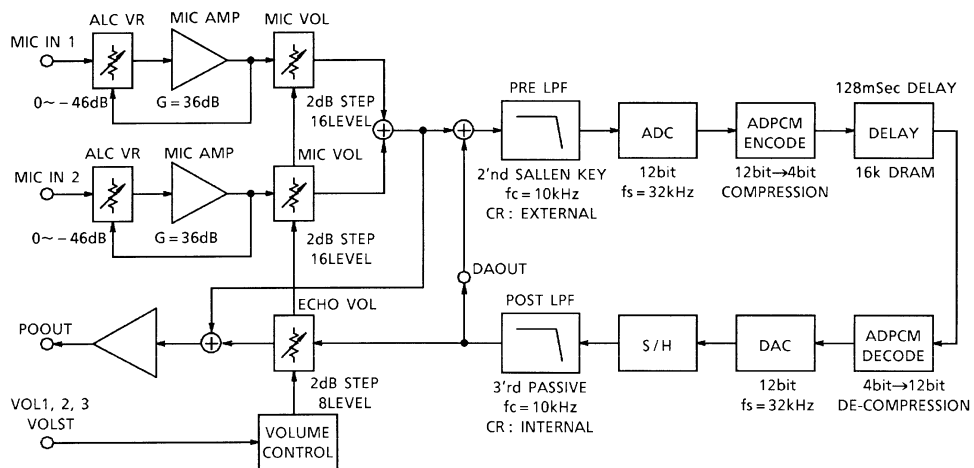 ALC VR
MIC AMP
MIC VOL
MIC IN 1
0~-46dB
G=36dB
2dB STEP
16LEVEL
ALC VR
MIC AMP
MIC VOL
MIC IN 2
0~-46dB
G=36dB
2dB STEP
16LEVEL
PRE LPF
2'nd SALLEN KEY
fc=10kHz
CR: EXTERNAL
ADC
12bit
fs=32kHz
ADPCM
ENCODE
12bit→4bit
COMPRESSION
128mSec DELAY
DELAY
16k DRAM
DAOUT
ECHO VOL
POOUT
2dB STEP
8LEVEL
POST LPF
3'rd PASSIVE
fc=10kHz
CR: INTERNAL
S/H
DAC
12bit
fs=32kHz
ADPCM
DECODE
4bit→12bit
DE-COMPRESSION
VOL1, 2, 3
VOLST
VOLUME
CONTROL